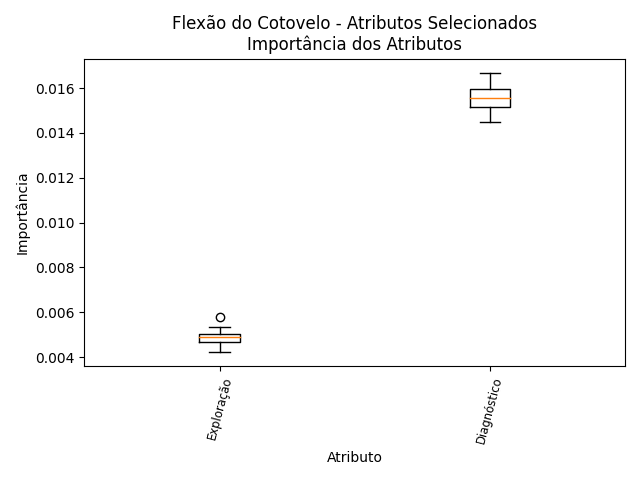 Flexão do Cotovelo - Atributos Selecionados
Importância dos Atributos
0.016
0.014
0.012
0.010
0.008
0.006
0.004
Importância
Exploração
Diagnóstico
Atributo